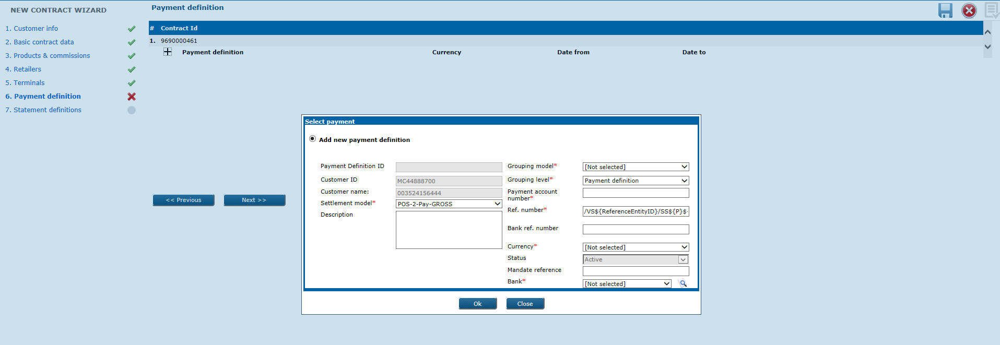 NEW CONTRACT WIZARD
1. Customer info
2. Basic contract data
3. Products & commissions
4. Retailers
5. Terminals
6. Payment definition
7. Statement definitions
Payment definition
# Contract Id
1. 9690000461
Payment definition Currency Date from Date to
<< Previous Next >>
Select payment
Add new payment definition
Payment Definition ID
Customer ID MC44888700
Customer name: 003524156444
Settlement model* POS-2-Pay-GROSS
Description
Grouping model* [Not selected]
Grouping level* Payment definition
Payment account
number*
Ref. number* /VS${ReferenceEntityID}/SS${P}$
Bank ref. number
Currency* [Not selected]
Status Active
Mandate reference
Bank* [Not selected]
Ok Close